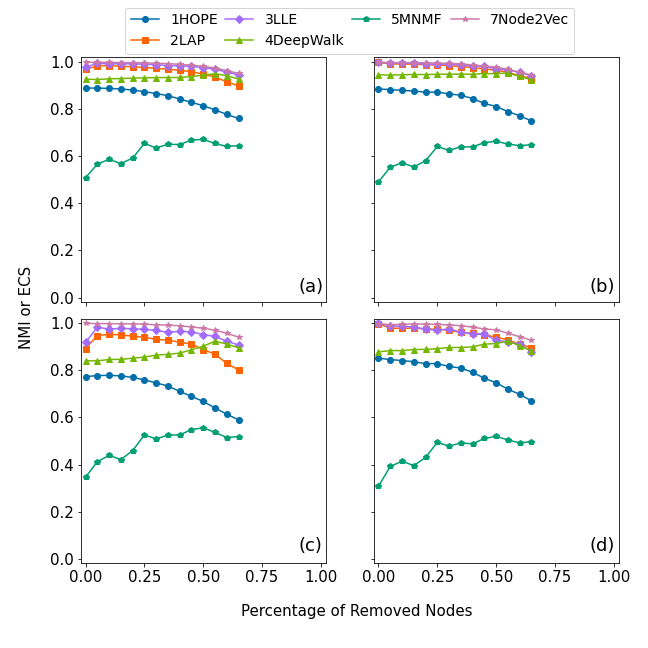 1HOPE 3LLE 5MNMF 7Node2Vec
2LAP 4DeepWalk
1.0
0.8
0.6
0.4
0.2
0.0
(a) (b)
NMI or ECS
1.0
0.8
0.6
0.4
0.2
0.0
(c) (d)
0.00 0.25 0.50 0.75 1.00 0.00 0.25 0.50 0.75 1.00
Percentage of Removed Nodes